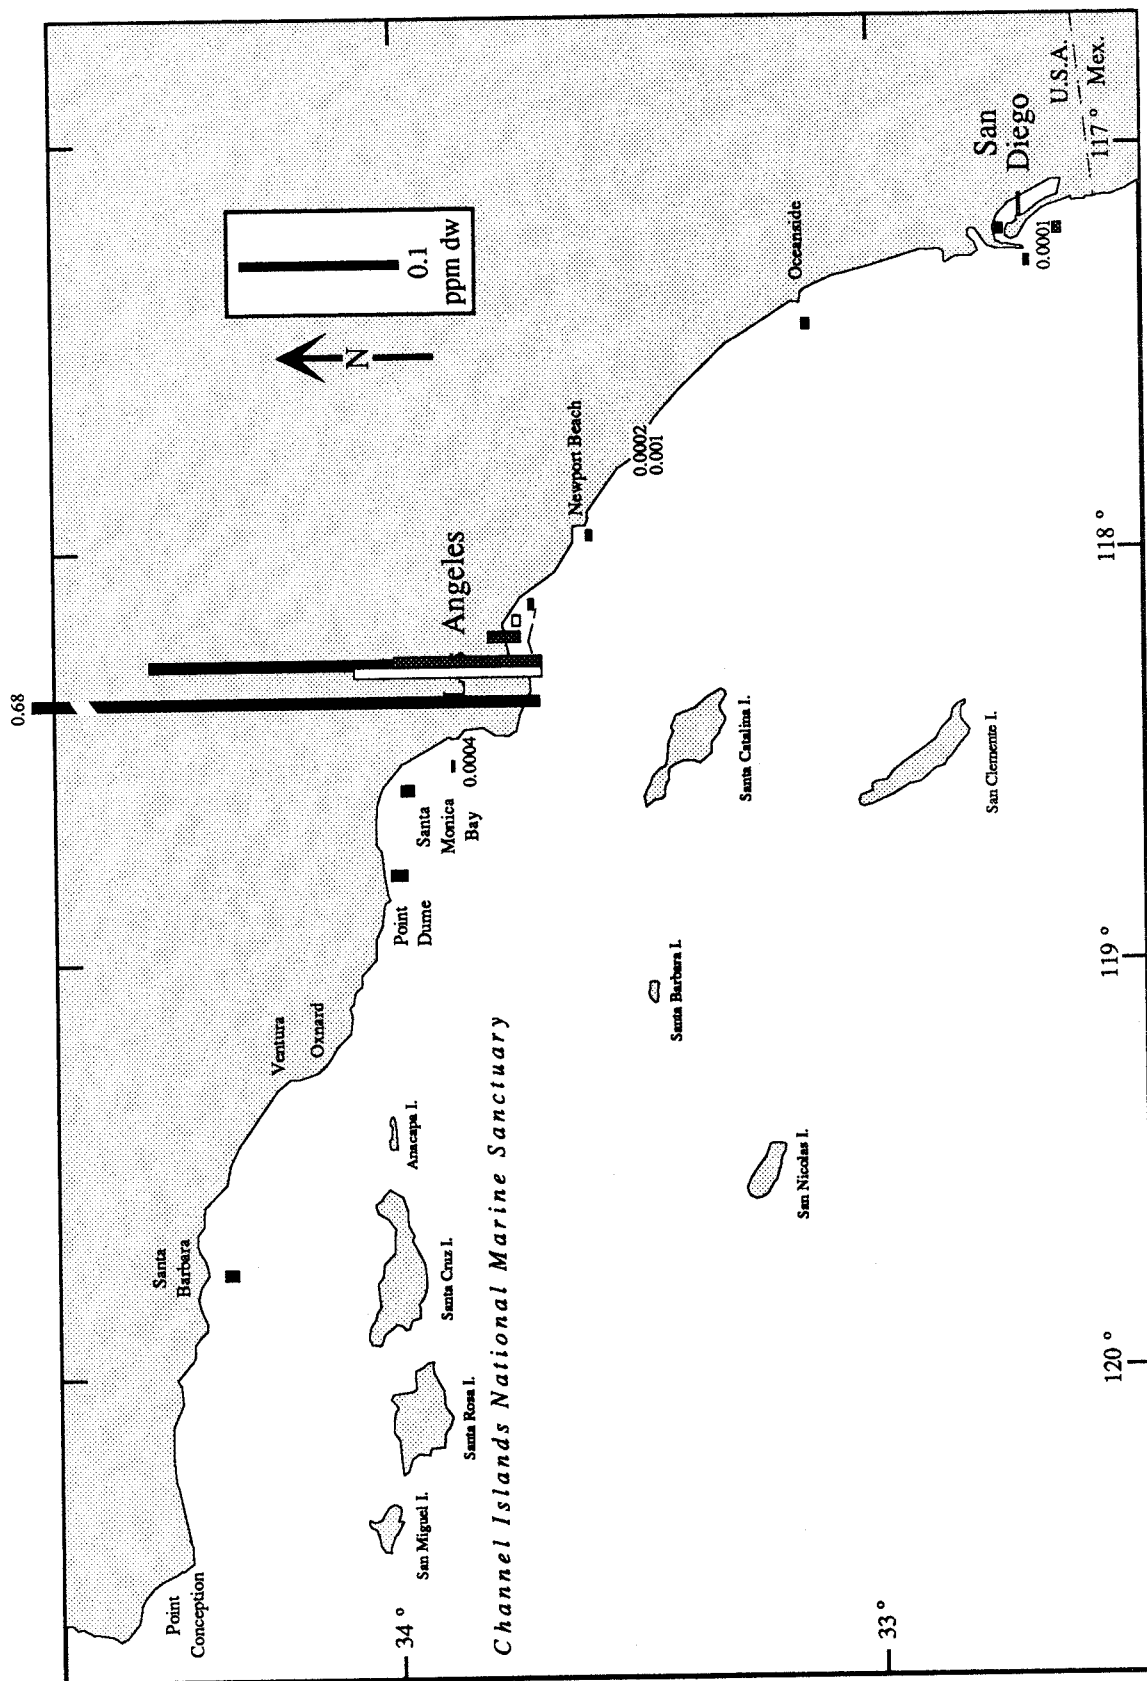 0.68
Angeles
0.1
ppm dw
N
Point
Conception
Santa
Barbara
Ventura
Oxnard
Point
Dume
Santa
Monica
Bay
0.0004
Newport Beach
0.0002
0.001
Oceanside
San
Diego
0.0001
U.S.A.
Mex.
San Miguel I.
Santa Rosa I.
Santa Cruz I.
Anacapa I.
Channel Islands National Marine Sanctuary
Santa Barbara I.
San Nicolas I.
Santa Catalina I.
San Clemente I.
34 °
33 °
120 °
119 °
118 °
117 °